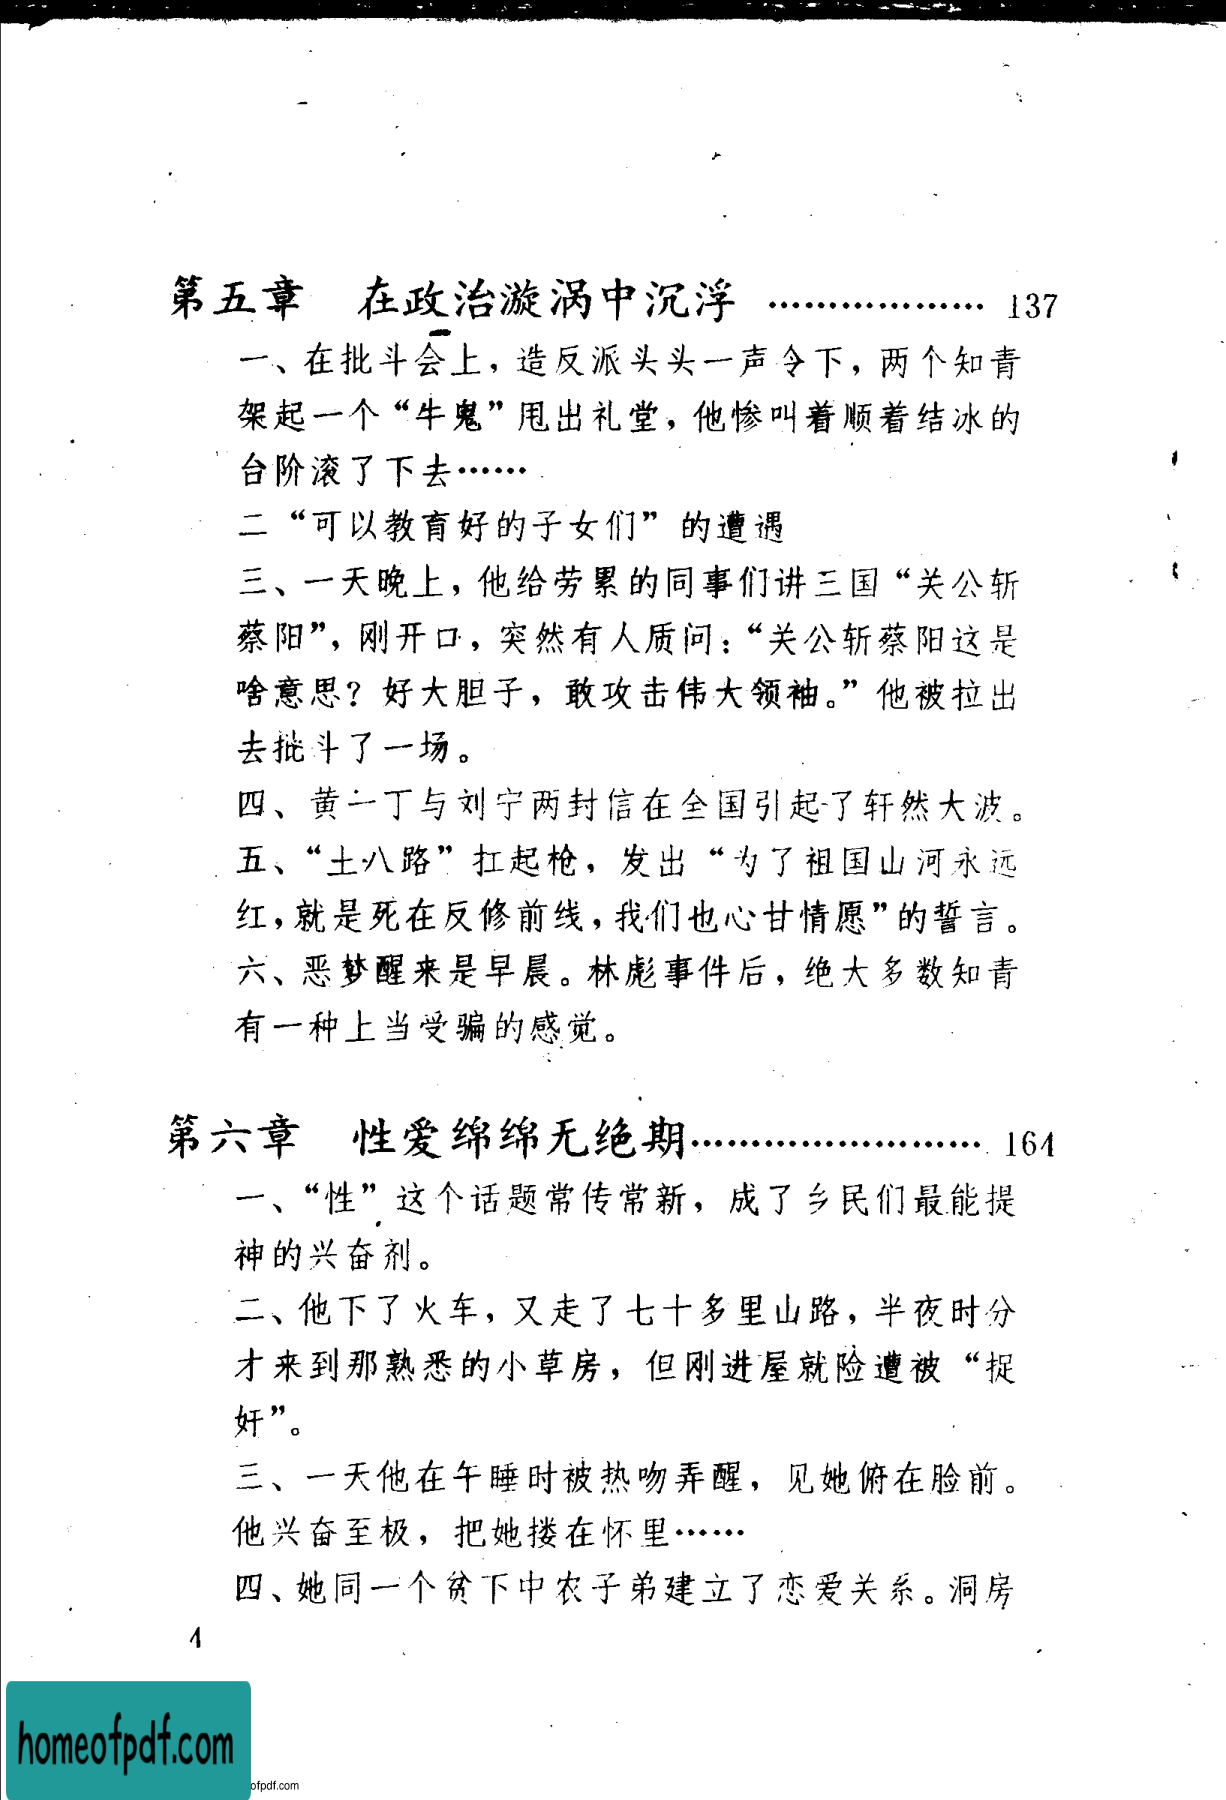 第五章　在政治漩涡中沉浮 ………………… 137
一、在批斗会上，造反派头头一声令下，两个知青
架起一个“牛鬼”甩出礼堂，他惨叫着顺着结冰的
台阶滚了下去……
二“可以教育好的子女们”的遭遇
三、一天晚上，他给劳累的同事们讲三国“关公斩
蔡阳”，刚开口，突然有人质问：“关公斩蔡阳这是
啥意思？好大胆子，敢攻击伟大领袖。”他被拉出
去批斗了一场。
四、黄一丁与刘宁两封信在全国引起了轩然大波。
五、“土八路”扛起枪，发出“为了祖国山河永远
红，就是死在反修前线，我们也心甘情愿”的誓言。
六、恶梦醒来是早晨。林彪事件后，绝大多数知青
有一种上当受骗的感觉。
第六章　性爱绵绵无绝期……………………… 164
一、“性”这个话题常传常新，成了乡民们最能提
神的兴奋剂。
二、他下了火车，又走了七十多里山路，半夜时分
才来到那熟悉的小草房，但刚进屋就险遭被“捉
奸”。
三、一天他在午睡时被热吻弄醒，见她俯在脸前。
他兴奋至极，把她搂在怀里……
四、她同一个贫下中农子弟建立了恋爱关系。洞房
4
homeofpdf.com
ofpdf.com